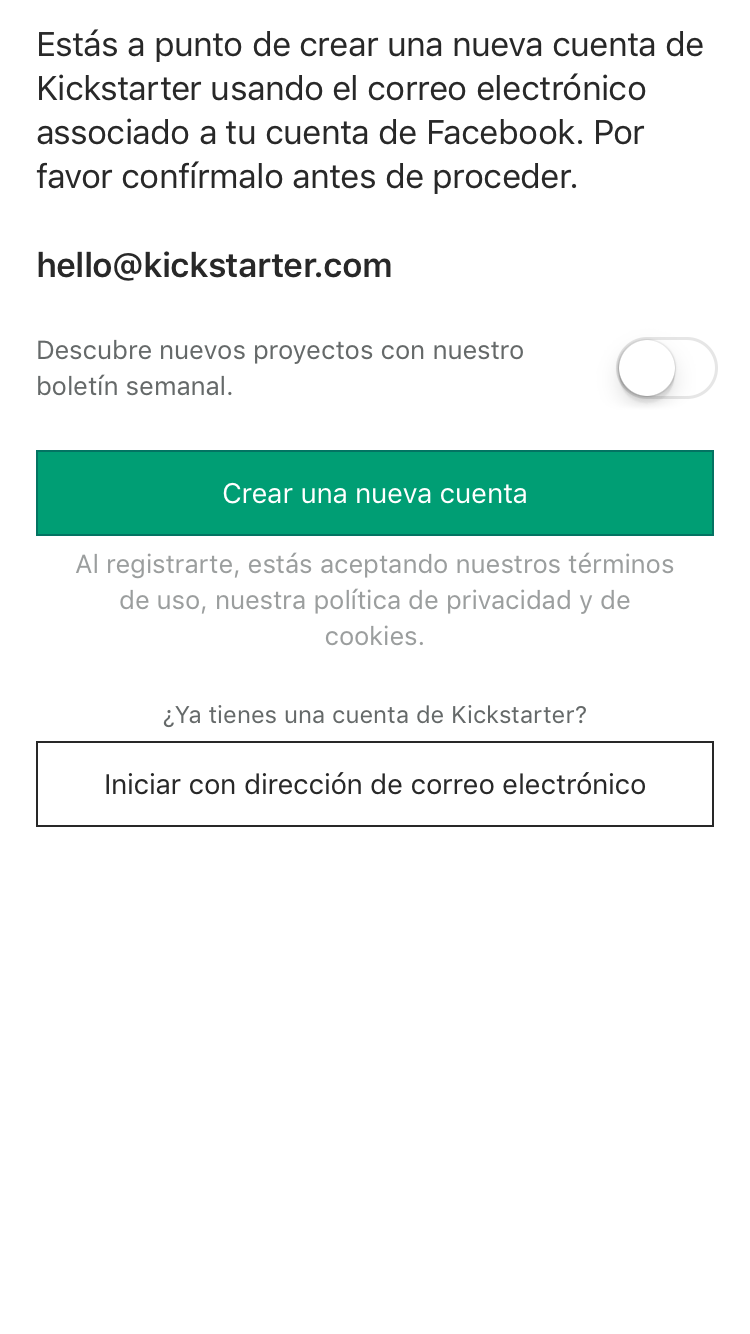 Estás a punto de crear una nueva cuenta de
Kickstarter usando el correo electrónico
associado a tu cuenta de Facebook. Por
favor confírmalo antes de proceder.
hello@kickstarter.com
Descubre nuevos proyectos con nuestro
boletín semanal.
Crear una nueva cuenta
Al registrarte, estás aceptando nuestros términos
de uso, nuestra política de privacidad y de
cookies.
¿Ya tienes una cuenta de Kickstarter?
Iniciar con dirección de correo electrónico